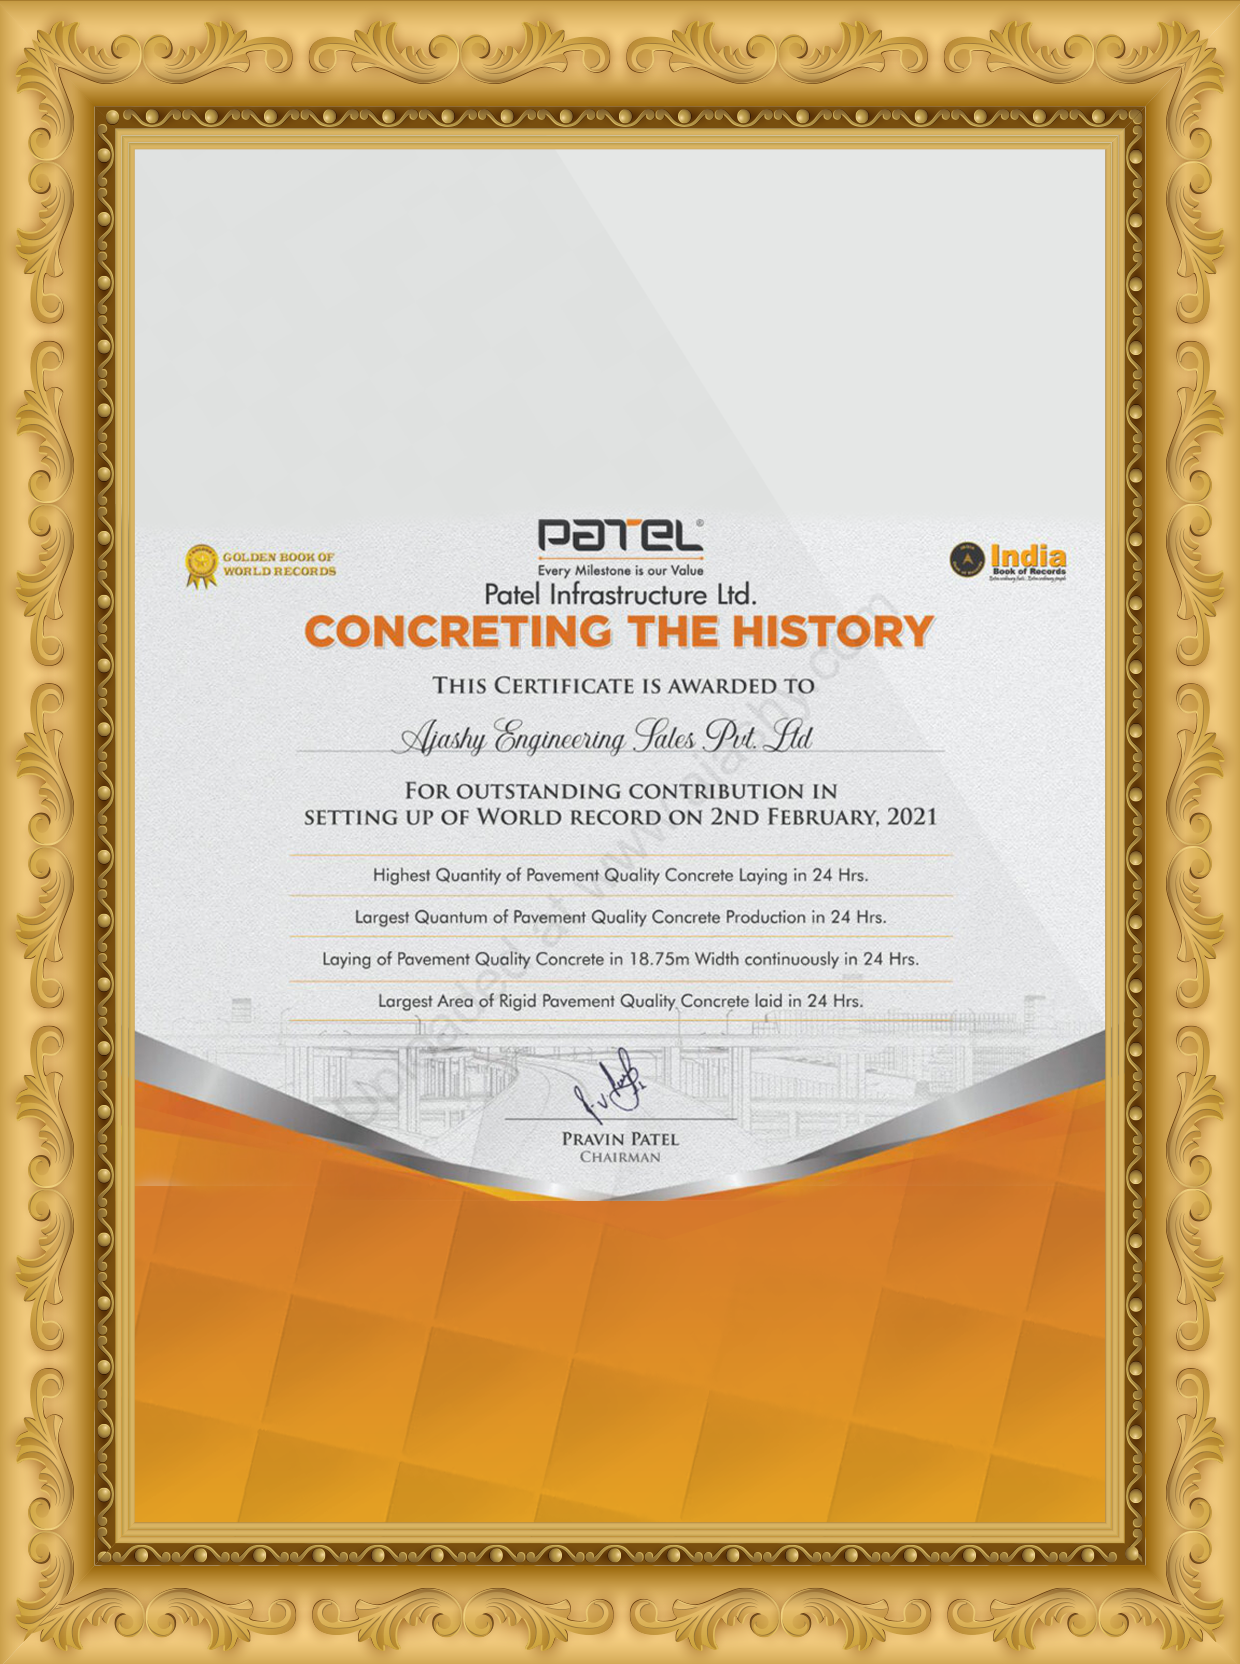 PATEL®
Every Milestone is our Value
GOLDEN BOOK OF
WORLD RECORDS
India
Book of Records
Patel Infrastructure Ltd.
CONCRETING THE HISTORY
THIS CERTIFICATE IS AWARDED TO
Ajashy Engineering Sales Pvt. Ltd
FOR OUTSTANDING CONTRIBUTION IN
SETTING UP OF WORLD RECORD ON 2ND FEBRUARY, 2021
Highest Quantity of Pavement Quality Concrete Laying in 24 Hrs.
Largest Quantum of Pavement Quality Concrete Production in 24 Hrs.
Laying of Pavement Quality Concrete in 18.75m Width continuously in 24 Hrs.
Largest Area of Rigid Pavement Quality Concrete laid in 24 Hrs.
Uploaded at www.ajashy.com
PRAVIN PATEL
CHAIRMAN